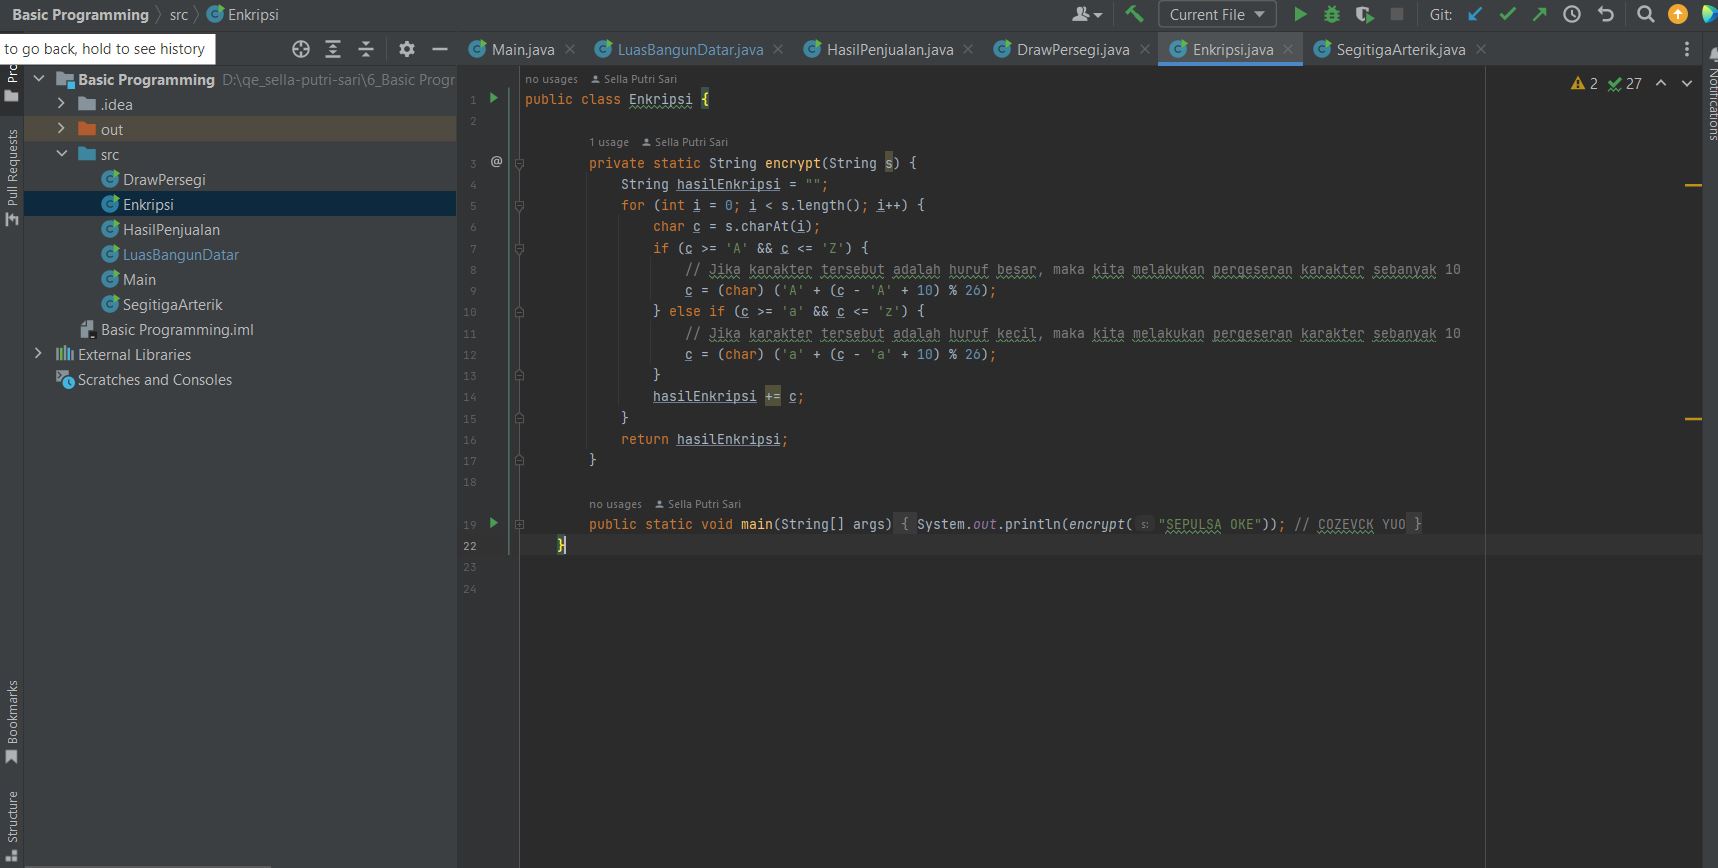 Basic Programming src Enkripsi
Current File Git:
to go back, hold to see history
Main.java LuasBangunDatar.java HasilPenjualan.java DrawPersegi.java Enkripsi.java SegitigaArterik.java
Notifications
Pull Requests
Bookmarks
Structure
Basic Programming D:\qe_sella-putri-sari\6_Basic Progr
.idea
out
src
DrawPersegi
Enkripsi
HasilPenjualan
LuasBangunDatar
Main
SegitigaArterik
Basic Programming.iml
External Libraries
Scratches and Consoles
2 27
no usages Sella Putri Sari
1 public class Enkripsi {
2
1 usage Sella Putri Sari
3 @ private static String encrypt(String s) {
4 String hasilEnkripsi = "";
5 for (int i = 0; i < s.length(); i++) {
6 char c = s.charAt(i);
7 if (c >= 'A' && c <= 'Z') {
8 // Jika karakter tersebut adalah huruf besar, maka kita melakukan pergeseran karakter sebanyak 10
9 c = (char) ('A' + (c - 'A' + 10) % 26);
10 } else if (c >= 'a' && c <= 'z') {
11 // Jika karakter tersebut adalah huruf kecil, maka kita melakukan pergeseran karakter sebanyak 10
12 c = (char) ('a' + (c - 'a' + 10) % 26);
13 }
14 hasilEnkripsi += c;
15 }
16 return hasilEnkripsi;
17 }
18
no usages Sella Putri Sari
19 public static void main(String[] args) { System.out.println(encrypt( s: "SEPULSA OKE")); // COZEVCK YUO }
22 }
23
24